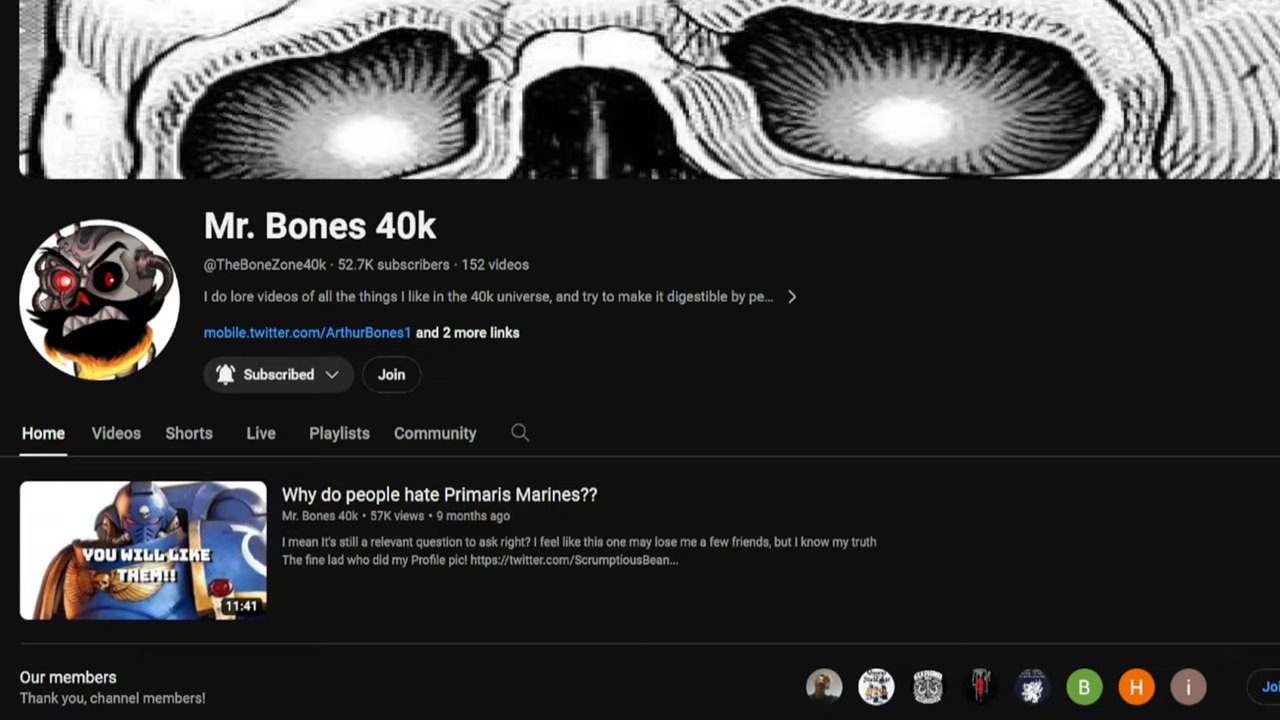 Mr. Bones 40k
@TheBoneZone40k · 52.7K subscribers · 152 videos
I do lore videos of all the things I like in the 40k universe, and try to make it digestible by pe...
mobile.twitter.com/ArthurBones1 and 2 more links
Subscribed
Join
Home Videos Shorts Live Playlists Community
Why do people hate Primaris Marines??
Mr. Bones 40k • 57K views • 9 months ago
I mean It's still a relevant question to ask right? I feel like this one may lose me a few friends, but I know my truth
The fine lad who did my Profile pic! https://twitter.com/ScrumptiousBean...
YOU WILL LIKE
THEM!!
11:41
Our members
Thank you, channel members!
B H i
Joi